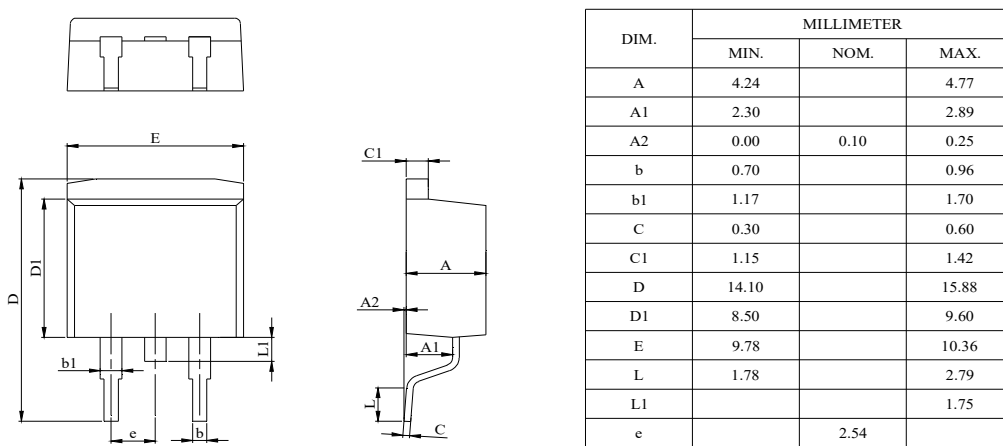 E
D
D1
b1
L1
e
b
C1
A
A2
A1
L
C
DIM.
MILLIMETER
MIN. NOM. MAX.
A 4.24 4.77
A1 2.30 2.89
A2 0.00 0.10 0.25
b 0.70 0.96
b1 1.17 1.70
C 0.30 0.60
C1 1.15 1.42
D 14.10 15.88
D1 8.50 9.60
E 9.78 10.36
L 1.78 2.79
L1 1.75
e 2.54